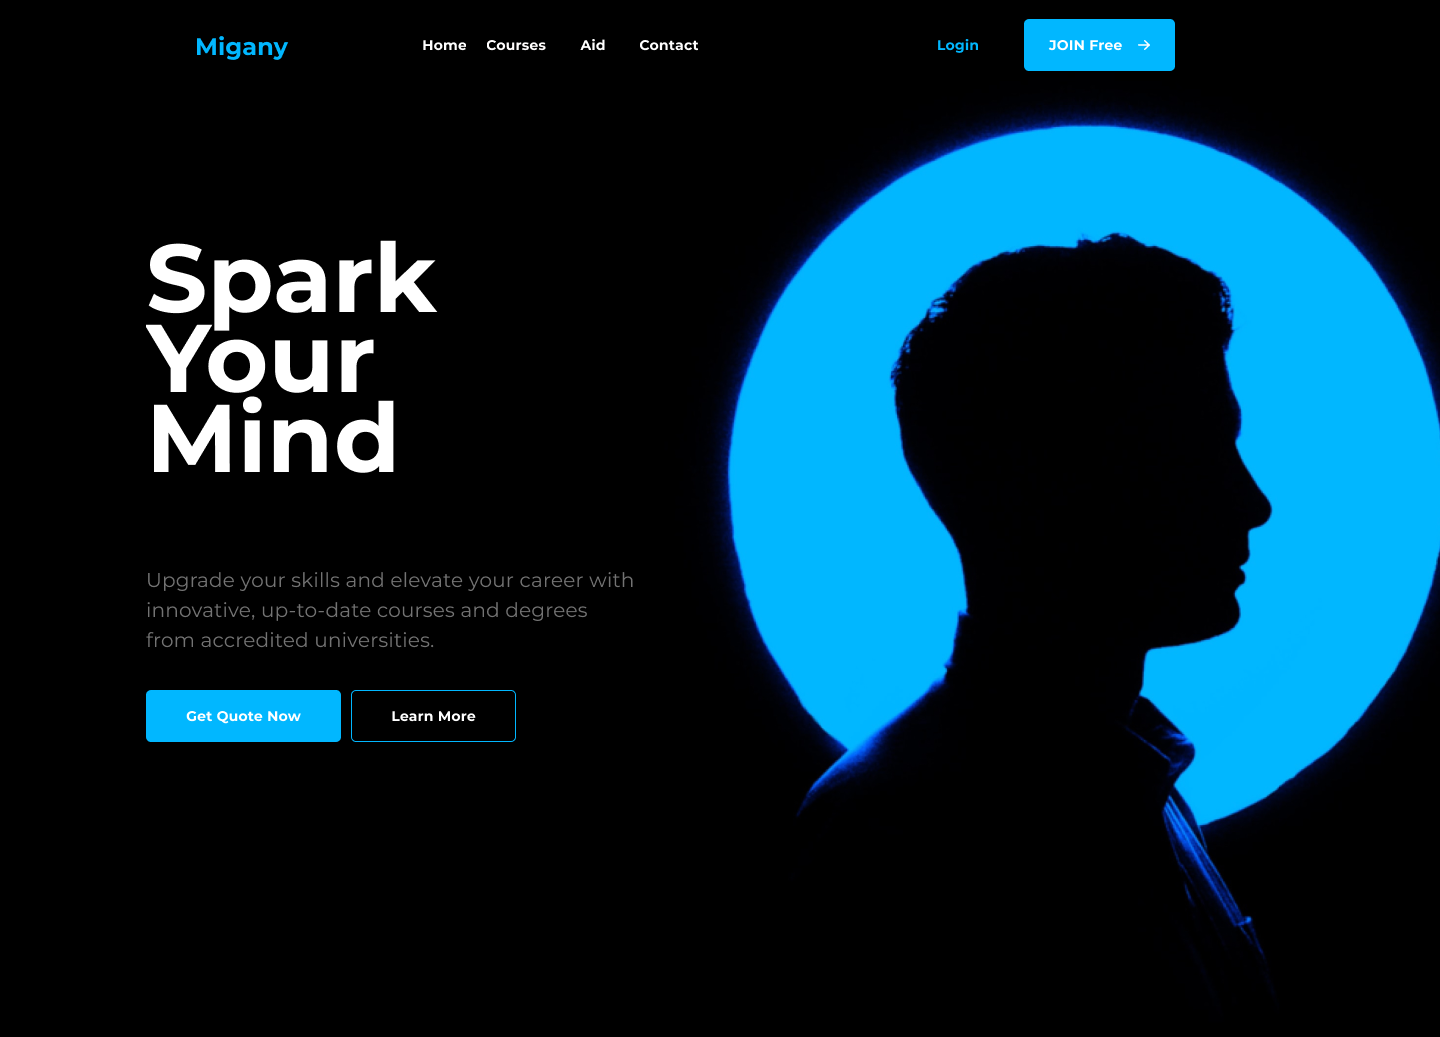 Migany
Home Courses Aid Contact
Login
JOIN Free
Spark
Your
Mind
Upgrade your skills and elevate your career with
innovative, up-to-date courses and degrees
from accredited universities.
Get Quote Now
Learn More